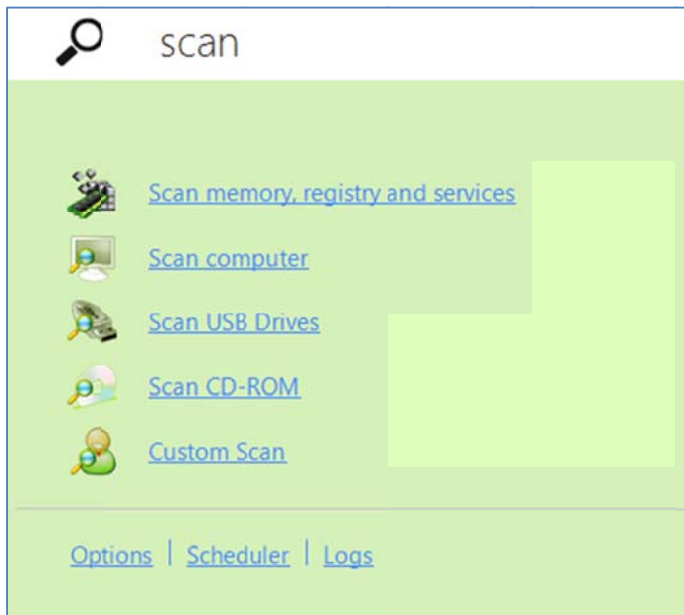 scan
Scan memory, registry and services
Scan computer
Scan USB Drives
Scan CD-ROM
Custom Scan
Options | Scheduler | Logs